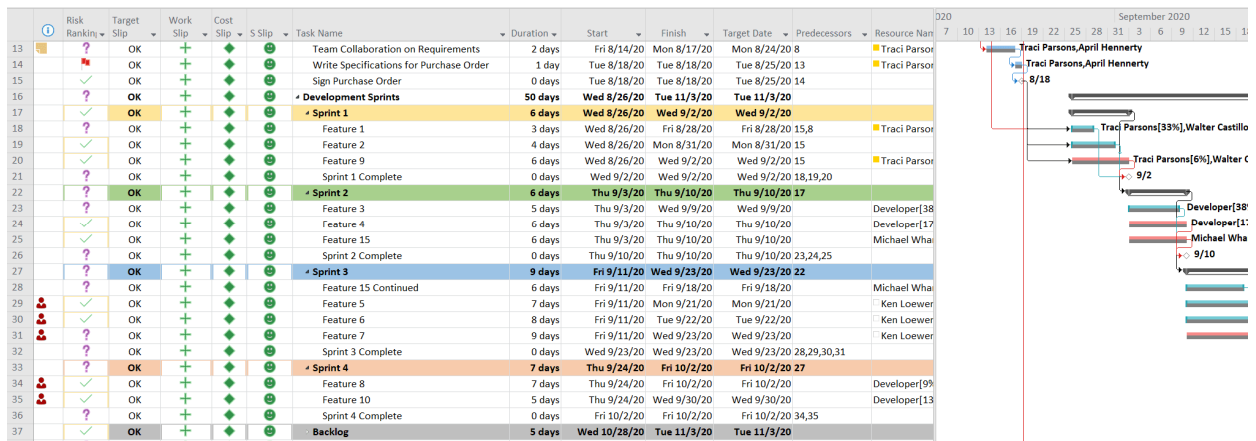 Risk Ranking Target Slip Work Slip Cost Slip S Slip Task Name Duration Start Finish Target Date Predecessors Resource Nam
020 September 2020
7 10 13 16 19 22 25 28 31 3 6 9 12 15 18
13 ? OK Team Collaboration on Requirements 2 days Fri 8/14/20 Mon 8/17/20 Mon 8/24/20 8 Traci Parson Traci Parsons,April Hennerty
14 OK Write Specifications for Purchase Order 1 day Tue 8/18/20 Tue 8/18/20 Tue 8/25/20 13 Traci Parson Traci Parsons,April Hennerty
15 OK Sign Purchase Order 0 days Tue 8/18/20 Tue 8/18/20 Tue 8/25/20 14 8/18
16 ? OK Development Sprints 50 days Wed 8/26/20 Tue 11/3/20 Tue 11/3/20
17 OK Sprint 1 6 days Wed 8/26/20 Wed 9/2/20 Wed 9/2/20
18 ? OK Feature 1 3 days Wed 8/26/20 Fri 8/28/20 Fri 8/28/20 15,8 Traci Parson Traci Parsons[33%],Walter Castillo
19 OK Feature 2 4 days Wed 8/26/20 Mon 8/31/20 Mon 8/31/20 15
20 OK Feature 9 6 days Wed 8/26/20 Wed 9/2/20 Wed 9/2/20 15 Traci Parson Traci Parsons[6%],Walter C
21 ? OK Sprint 1 Complete 0 days Wed 9/2/20 Wed 9/2/20 Wed 9/2/20 18,19,20 9/2
22 ? OK Sprint 2 6 days Thu 9/3/20 Thu 9/10/20 Thu 9/10/20 17
23 ? OK Feature 3 5 days Thu 9/3/20 Wed 9/9/20 Wed 9/9/20 Developer[38 Developer[38%
24 OK Feature 4 6 days Thu 9/3/20 Thu 9/10/20 Thu 9/10/20 Developer[17 Developer[17
25 OK Feature 15 6 days Thu 9/3/20 Thu 9/10/20 Thu 9/10/20 Michael Whar Michael Wha
26 ? OK Sprint 2 Complete 0 days Thu 9/10/20 Thu 9/10/20 Thu 9/10/20 23,24,25 9/10
27 ? OK Sprint 3 9 days Fri 9/11/20 Wed 9/23/20 Wed 9/23/20 22
28 ? OK Feature 15 Continued 6 days Fri 9/11/20 Fri 9/18/20 Fri 9/18/20 Michael Whar
29 OK Feature 5 7 days Fri 9/11/20 Mon 9/21/20 Mon 9/21/20 Ken Loewer
30 OK Feature 6 8 days Fri 9/11/20 Tue 9/22/20 Tue 9/22/20 Ken Loewer
31 ? OK Feature 7 9 days Fri 9/11/20 Wed 9/23/20 Wed 9/23/20 Ken Loewer
32 ? OK Sprint 3 Complete 0 days Wed 9/23/20 Wed 9/23/20 Wed 9/23/20 28,29,30,31
33 ? OK Sprint 4 7 days Thu 9/24/20 Fri 10/2/20 Fri 10/2/20 27
34 OK Feature 8 7 days Thu 9/24/20 Fri 10/2/20 Fri 10/2/20 Developer[9%
35 OK Feature 10 5 days Thu 9/24/20 Wed 9/30/20 Wed 9/30/20 Developer[13
36 ? OK Sprint 4 Complete 0 days Fri 10/2/20 Fri 10/2/20 Fri 10/2/20 34,35
37 OK Backlog 5 days Wed 10/28/20 Tue 11/3/20 Tue 11/3/20